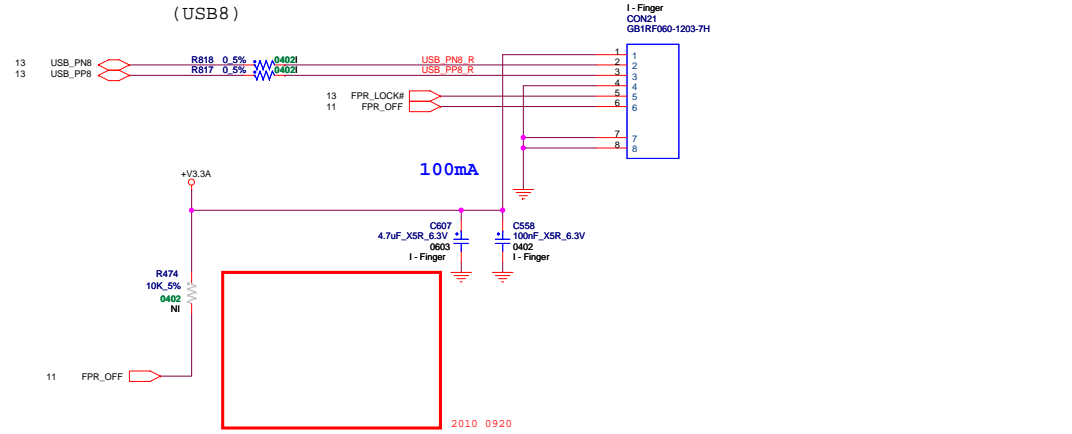 (USB8)
I - Finger
CON21
GB1RF060-1203-7H
13 USB_PN8 R818 0_5% 0402I USB_PN8_R
13 USB_PP8 R817 0_5% 0402I USB_PP8_R
13 FPR_LOCK#
11 FPR_OFF
1 1
2 2
3 3
4 4
5 5
6 6
7 7
8 8
100mA
+V3.3A
C607
4.7uF_X5R_6.3V
0603
I - Finger
C558
100nF_X5R_6.3V
0402
I - Finger
R474
10K_5%
0402
NI
11 FPR_OFF
2010 0920